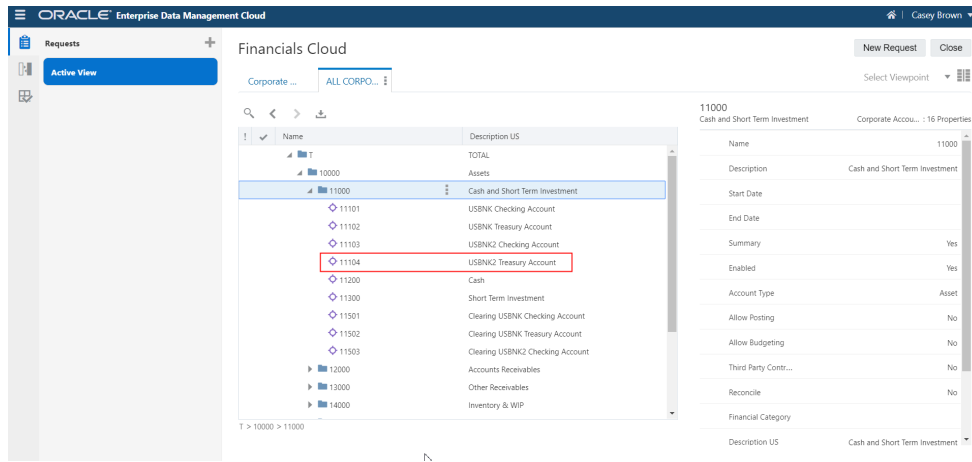 ORACLE Enterprise Data Management Cloud
Casey Brown
Requests
Active View
Financials Cloud
New Request
Close
Corporate ...
ALL CORPO...
Select Viewpoint
! Name Description US
T TOTAL
10000 Assets
11000 Cash and Short Term Investment
11101 USBNK Checking Account
11102 USBNK Treasury Account
11103 USBNK2 Checking Account
11104 USBNK2 Treasury Account
11200 Cash
11300 Short Term Investment
11501 Clearing USBNK Checking Account
11502 Clearing USBNK Treasury Account
11503 Clearing USBNK2 Checking Account
12000 Accounts Receivables
13000 Other Receivables
14000 Inventory & WIP
T > 10000 > 11000
11000
Cash and Short Term Investment Corporate Accou... : 16 Properties
Name 11000
Description Cash and Short Term Investment
Start Date
End Date
Summary Yes
Enabled Yes
Account Type Asset
Allow Posting No
Allow Budgeting No
Third Party Contr... No
Reconcile No
Financial Category
Description US Cash and Short Term Investment